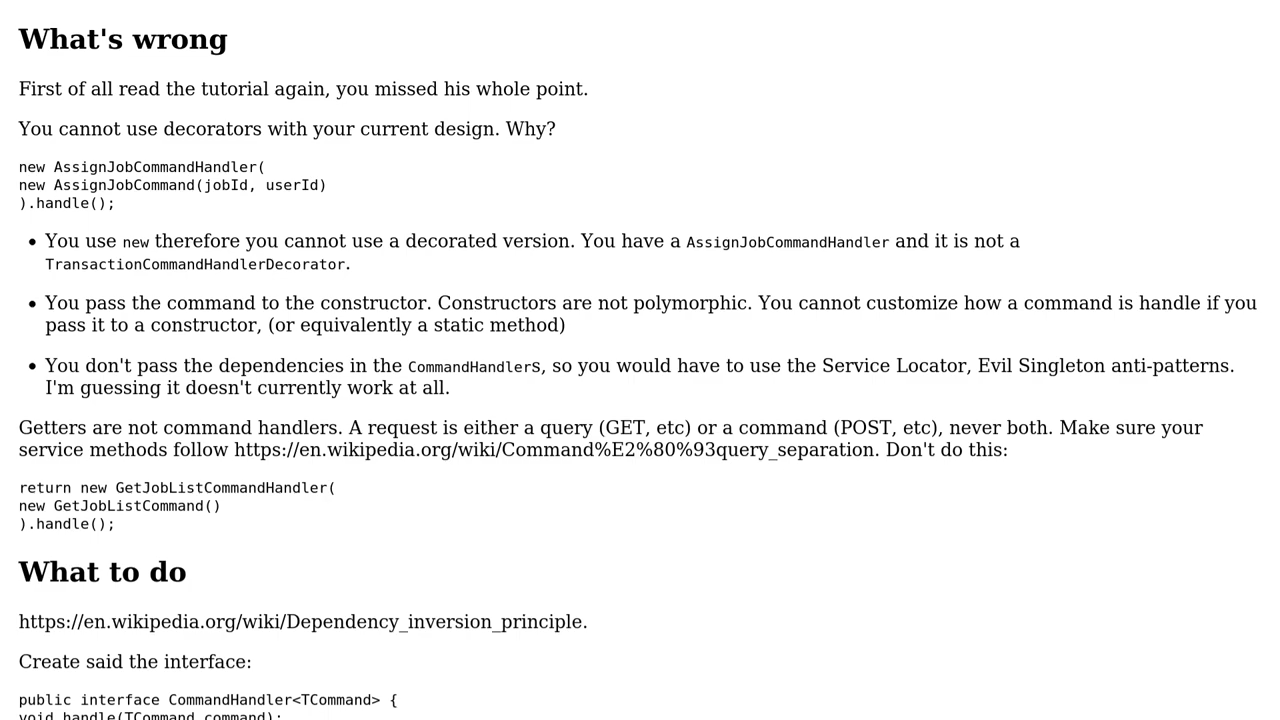 What's wrong
First of all read the tutorial again, you missed his whole point.
You cannot use decorators with your current design. Why?
new AssignJobCommandHandler(
new AssignJobCommand(jobId, userId)
).handle();
• You use new therefore you cannot use a decorated version. You have a AssignJobCommandHandler and it is not a
TransactionCommandHandlerDecorator.
• You pass the command to the constructor. Constructors are not polymorphic. You cannot customize how a command is handle if you
pass it to a constructor, (or equivalently a static method)
• You don't pass the dependencies in the CommandHandlers, so you would have to use the Service Locator, Evil Singleton anti-patterns.
I'm guessing it doesn't currently work at all.
Getters are not command handlers. A request is either a query (GET, etc) or a command (POST, etc), never both. Make sure your
service methods follow https://en.wikipedia.org/wiki/Command%E2%80%93query_separation. Don't do this:
return new GetJobListCommandHandler(
new GetJobListCommand()
).handle();
What to do
https://en.wikipedia.org/wiki/Dependency_inversion_principle.
Create said the interface:
public interface CommandHandler<TCommand> {
void handle(TCommand command);